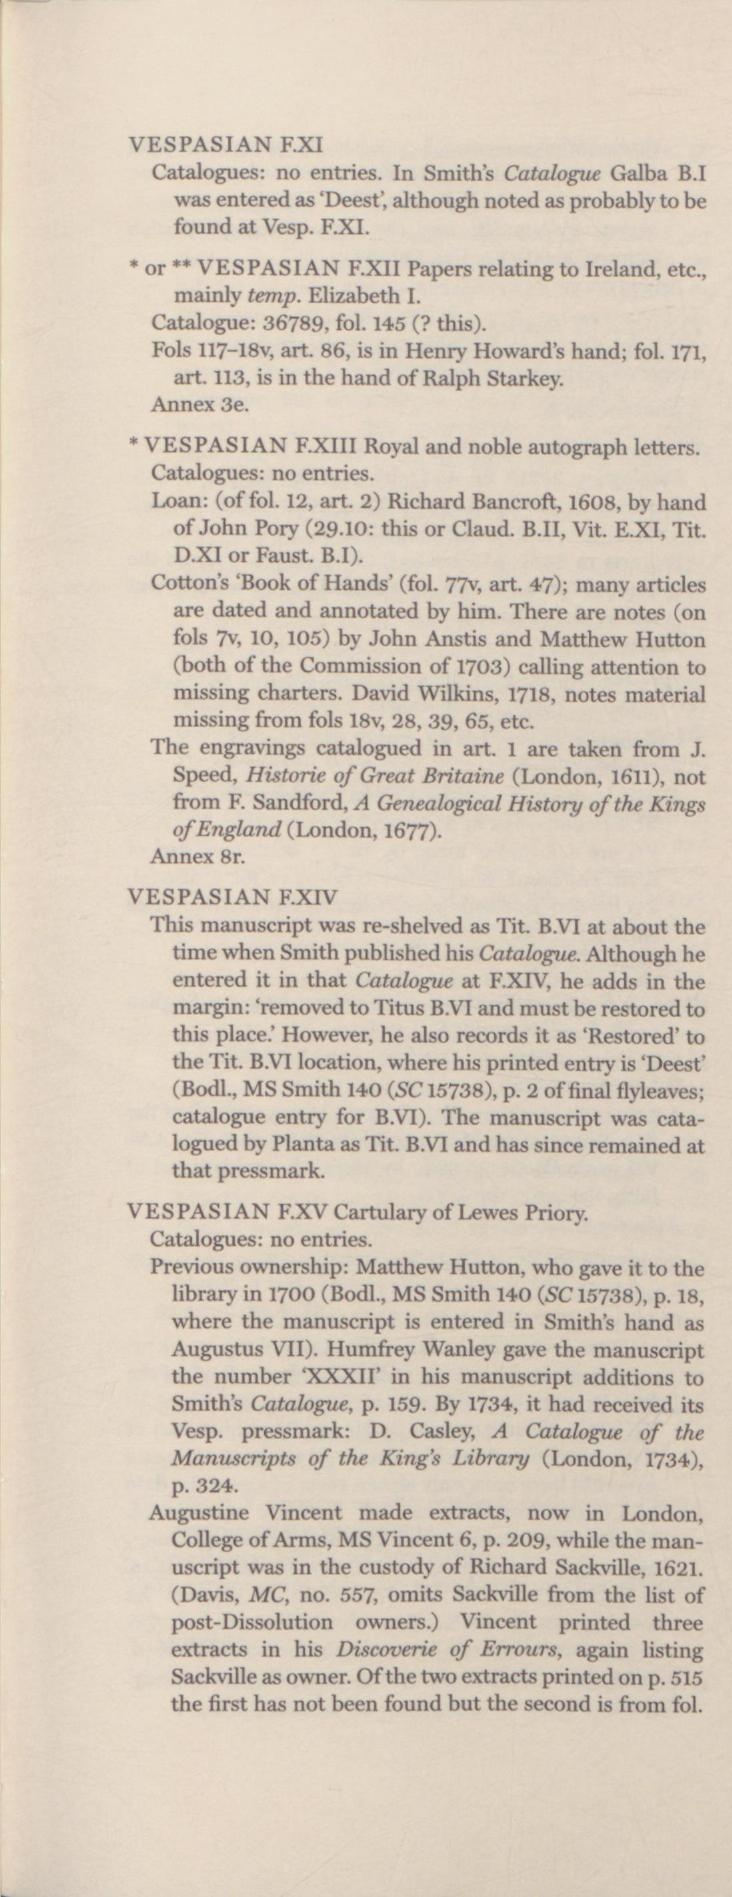 VESPASIAN F.XI
Catalogues: no entries. In Smith's Catalogue Galba B.I
was entered as 'Deest', although noted as probably to be
found at Vesp. F.XI.
* or ** VESPASIAN F.XII Papers relating to Ireland, etc.,
mainly temp. Elizabeth I.
Catalogue: 36789, fol. 145 (? this).
Fols 117–18v, art. 86, is in Henry Howard's hand; fol. 171,
art. 113, is in the hand of Ralph Starkey.
Annex 3e.
* VESPASIAN F.XIII Royal and noble autograph letters.
Catalogues: no entries.
Loan: (of fol. 12, art. 2) Richard Bancroft, 1608, by hand
of John Pory (29.10: this or Claud. B.II, Vit. E.XI, Tit.
D.XI or Faust. B.I).
Cotton's 'Book of Hands' (fol. 77v, art. 47); many articles
are dated and annotated by him. There are notes (on
fols 7v, 10, 105) by John Anstis and Matthew Hutton
(both of the Commission of 1703) calling attention to
missing charters. David Wilkins, 1718, notes material
missing from fols 18v, 28, 39, 65, etc.
The engravings catalogued in art. 1 are taken from J.
Speed, Historie of Great Britaine (London, 1611), not
from F. Sandford, A Genealogical History of the Kings
of England (London, 1677).
Annex 8r.
VESPASIAN F.XIV
This manuscript was re-shelved as Tit. B.VI at about the
time when Smith published his Catalogue. Although he
entered it in that Catalogue at F.XIV, he adds in the
margin: 'removed to Titus B.VI and must be restored to
this place.' However, he also records it as 'Restored' to
the Tit. B.VI location, where his printed entry is 'Deest'
(Bodl., MS Smith 140 (SC 15738), p. 2 of final flyleaves;
catalogue entry for B.VI). The manuscript was cata-
logued by Planta as Tit. B.VI and has since remained at
that pressmark.
VESPASIAN F.XV Cartulary of Lewes Priory.
Catalogues: no entries.
Previous ownership: Matthew Hutton, who gave it to the
library in 1700 (Bodl., MS Smith 140 (SC 15738), p. 18,
where the manuscript is entered in Smith's hand as
Augustus VII). Humfrey Wanley gave the manuscript
the number 'XXXII' in his manuscript additions to
Smith's Catalogue, p. 159. By 1734, it had received its
Vesp. pressmark: D. Casley, A Catalogue of the
Manuscripts of the King's Library (London, 1734),
p. 324.
Augustine Vincent made extracts, now in London,
College of Arms, MS Vincent 6, p. 209, while the man-
uscript was in the custody of Richard Sackville, 1621.
(Davis, MC, no. 557, omits Sackville from the list of
post-Dissolution owners.) Vincent printed three
extracts in his Discoverie of Errours, again listing
Sackville as owner. Of the two extracts printed on p. 515
the first has not been found but the second is from fol.